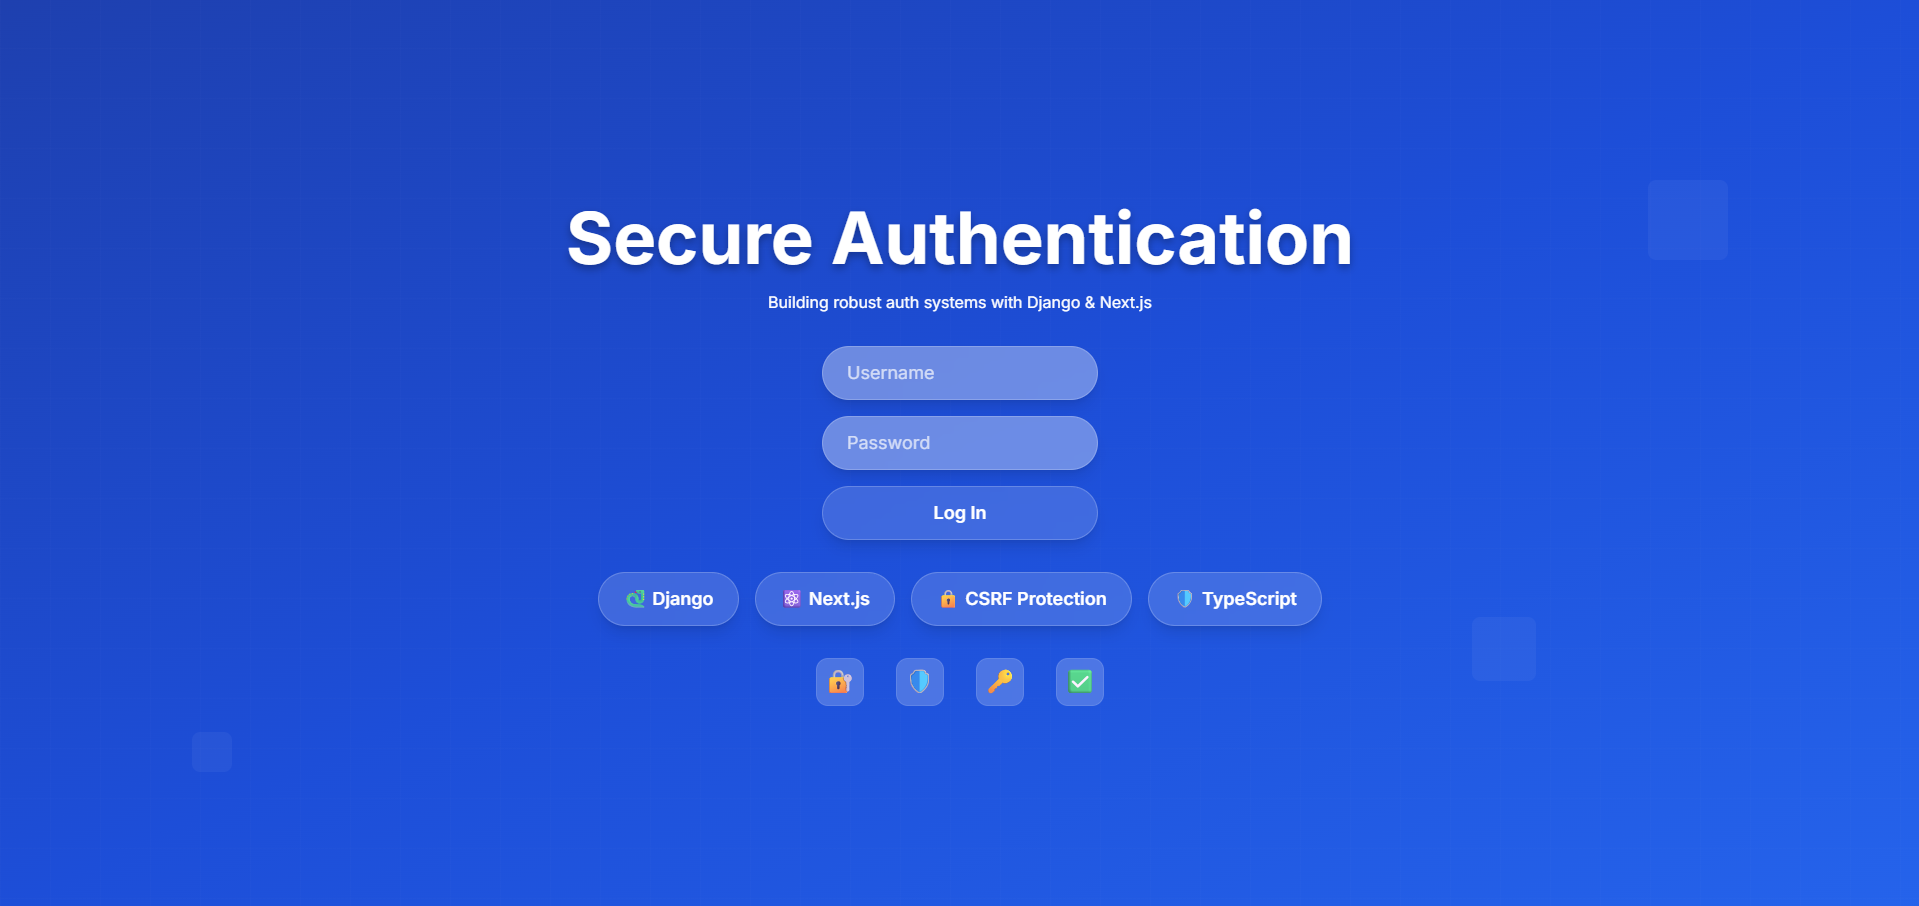 Secure Authentication
Building robust auth systems with Django & Next.js
Username
Password
Log In
Django
Next.js
CSRF Protection
TypeScript